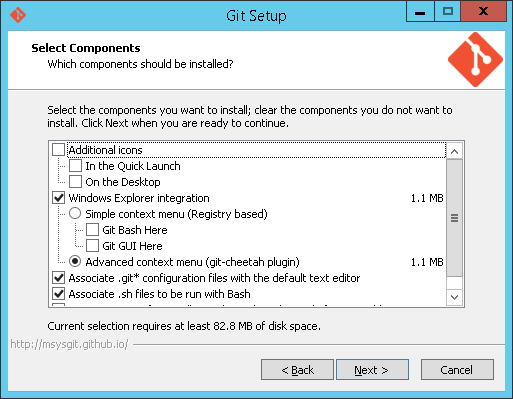 Git Setup
Select Components
Which components should be installed?
Select the components you want to install; clear the components you do not want to
install. Click Next when you are ready to continue.
Additional icons
In the Quick Launch
On the Desktop
Windows Explorer integration 1.1 MB
Simple context menu (Registry based)
Git Bash Here
Git GUI Here
Advanced context menu (git-cheetah plugin) 1.1 MB
Associate .git* configuration files with the default text editor
Associate .sh files to be run with Bash
Current selection requires at least 82.8 MB of disk space.
http://msysgit.github.io/
< Back Next > Cancel